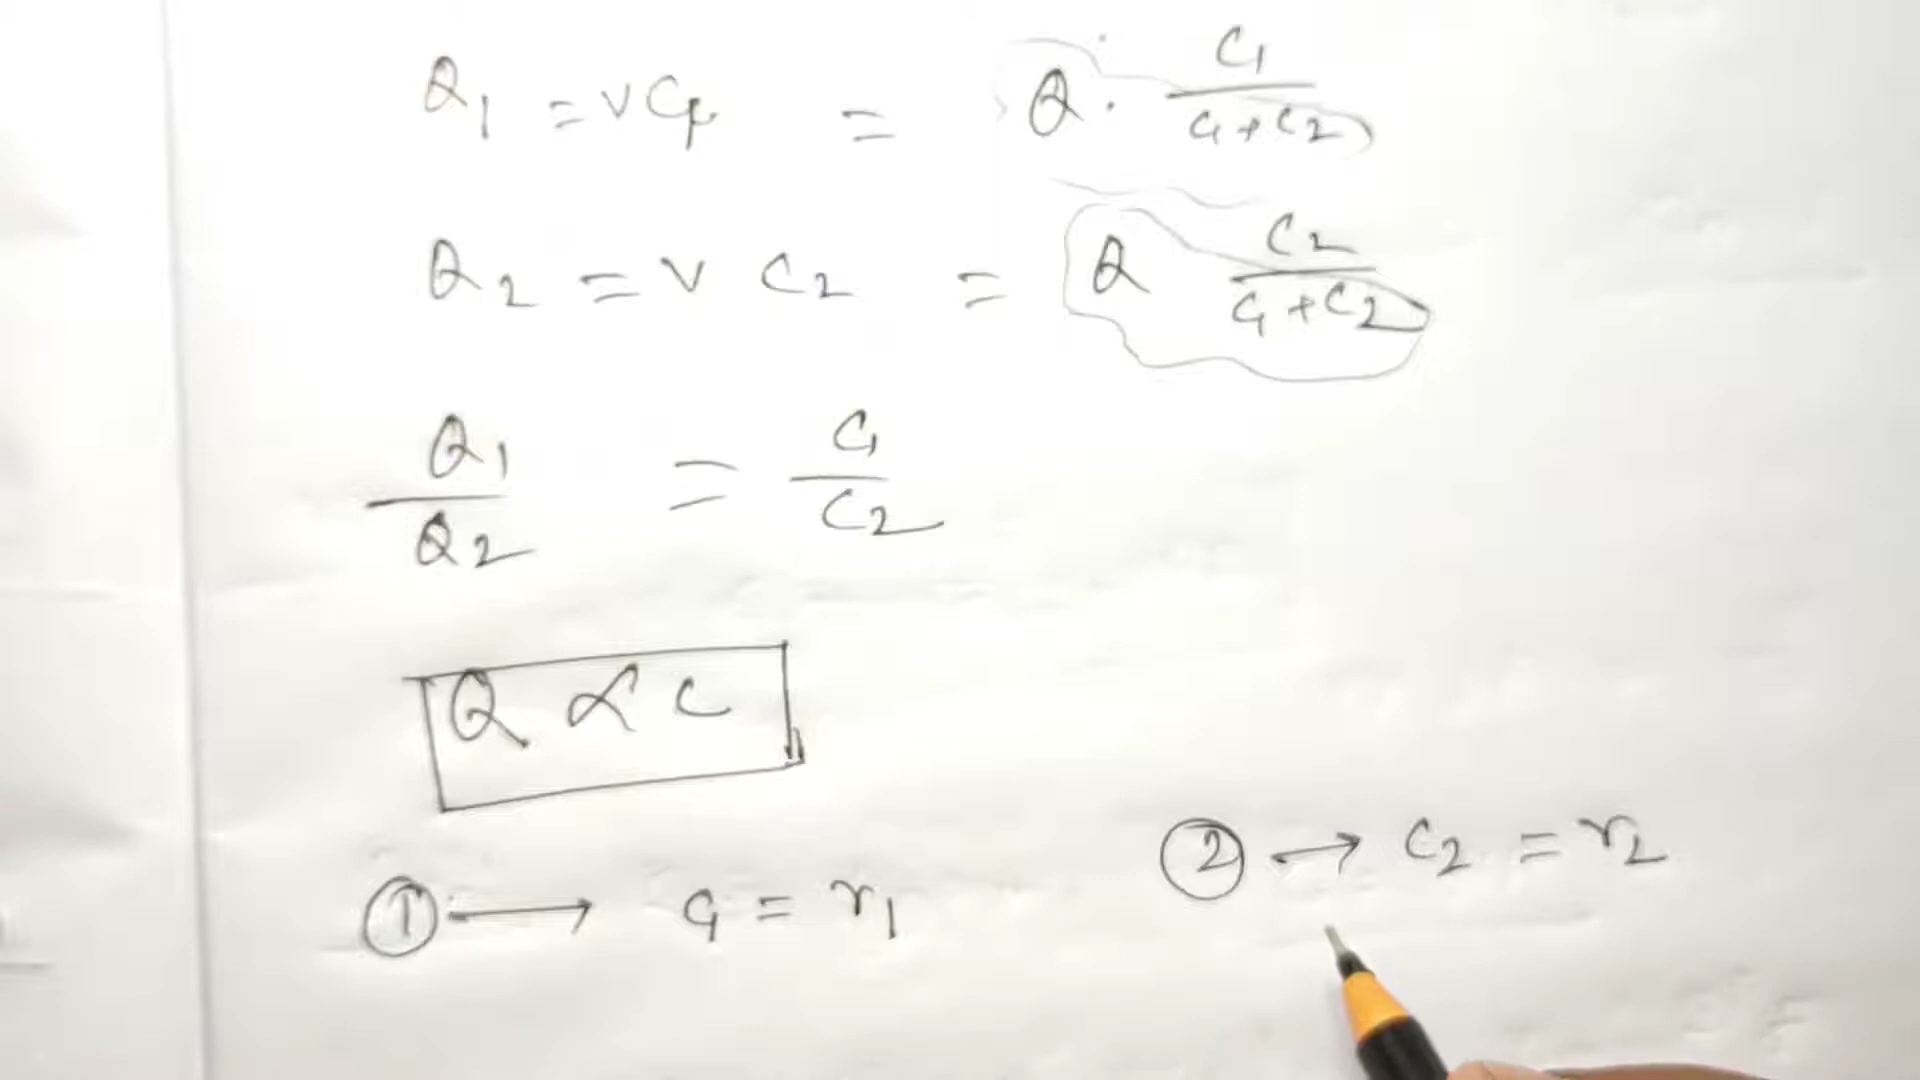 Q₁ = VC₁ = Q · C₁/(C₁+C₂)
Q₂ = V C₂ = Q C₂/(C₁+C₂)
Q₁/Q₂ = C₁/C₂
Q ∝ C
① → C₁ = r₁
② → C₂ = r₂